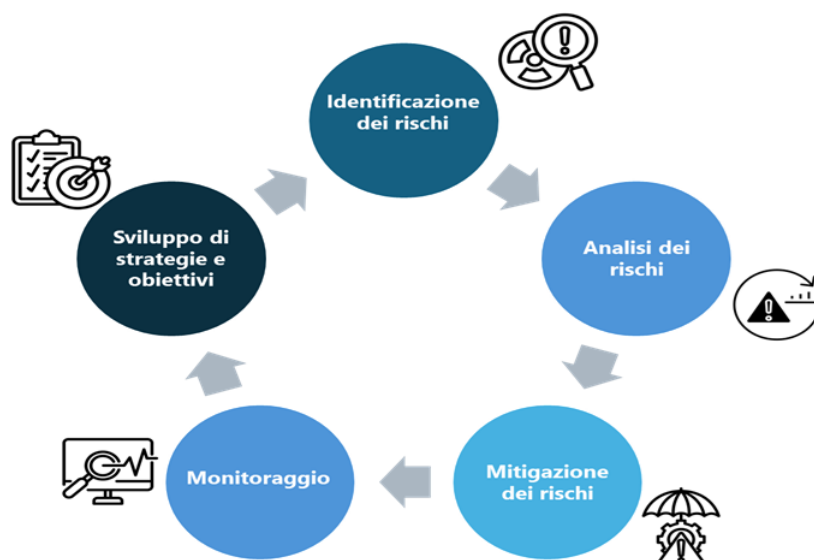 Identificazione
dei rischi
Analisi dei
rischi
Mitigazione
dei rischi
Monitoraggio
Sviluppo di
strategie e
obiettivi